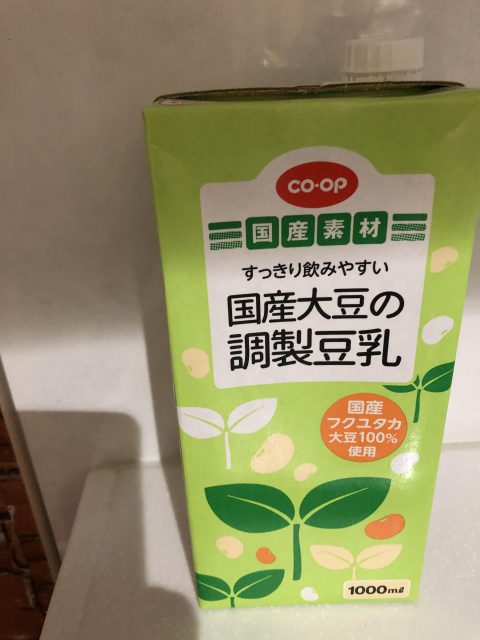 CO·OP
国産素材
すっきり飲みやすい
国産大豆の
調製豆乳
国産
フクユタカ
大豆100%
使用
1000mℓ